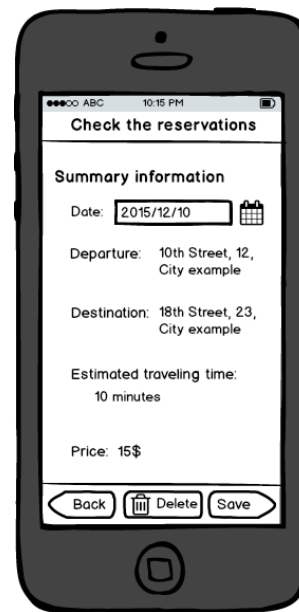 ABC 10:15 PM
Check the reservations
Summary information
Date: 2015/12/10
Departure: 10th Street, 12,
City example
Destination: 18th Street, 23,
City example
Estimated traveling time:
10 minutes
Price: 15$
Back Delete Save